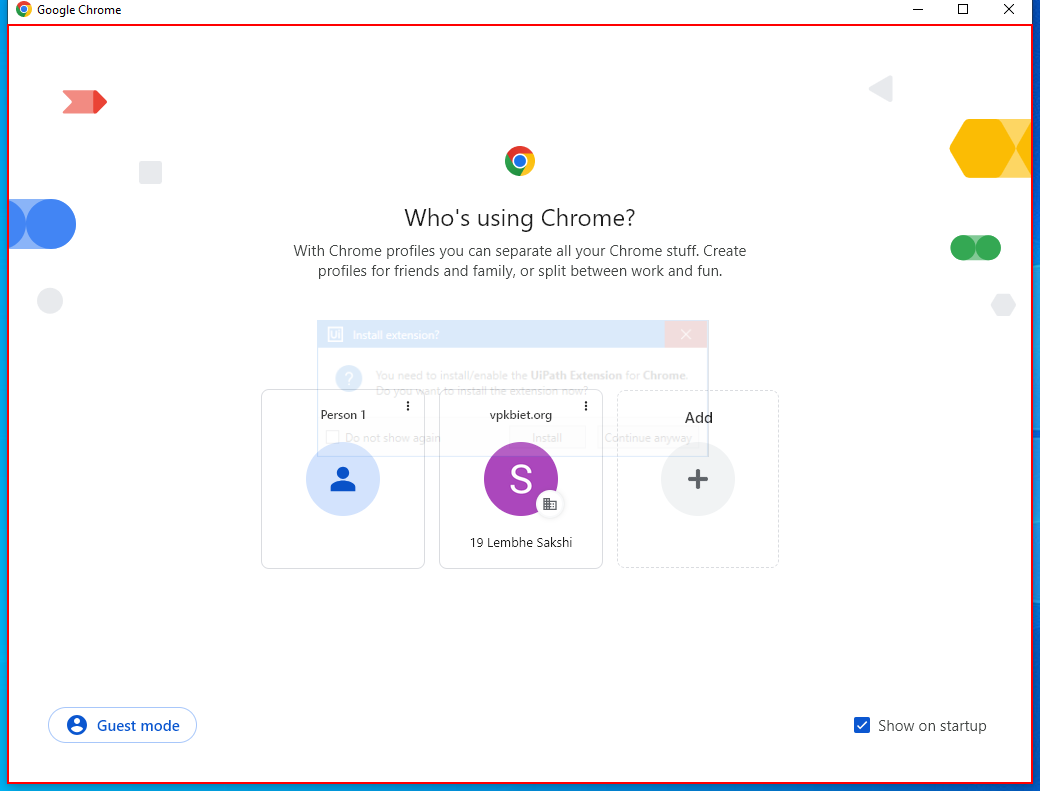 Google Chrome
Who's using Chrome?
With Chrome profiles you can separate all your Chrome stuff. Create
profiles for friends and family, or split between work and fun.
Ui Install extension?
You need to install/enable the UiPath Extension for Chrome.
Do you want to install the extension now?
Do not show again Install Continue anyway
Person 1
vpkbiet.org
S
19 Lembhe Sakshi
Add
Guest mode
Show on startup